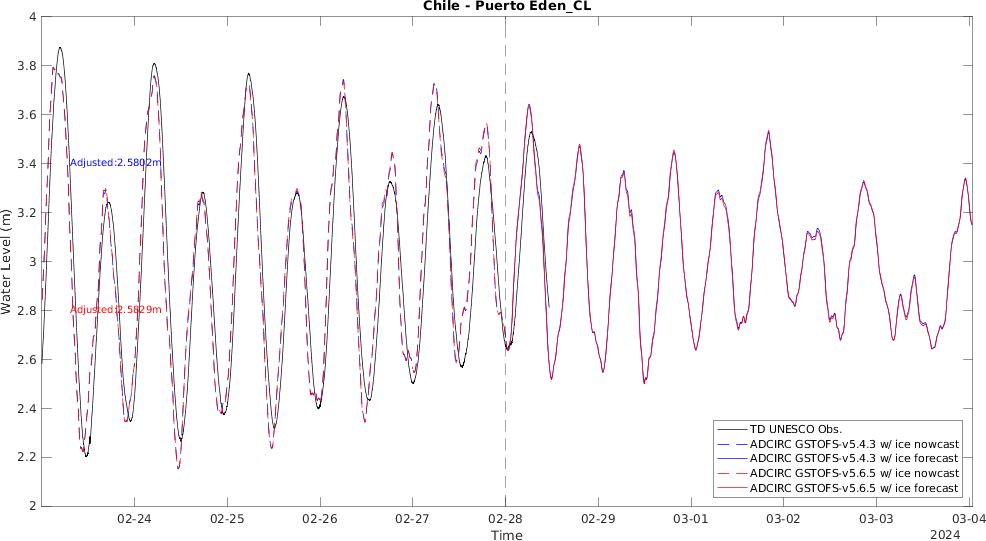 Chile - Puerto Eden_CL
4
3.8
3.6
3.4
3.2
3
2.8
2.6
2.4
2.2
2
Water Level (m)
Adjusted:2.5802m
Adjusted:2.5829m
TD UNESCO Obs.
ADCIRC GSTOFS-v5.4.3 w/ ice nowcast
ADCIRC GSTOFS-v5.4.3 w/ ice forecast
ADCIRC GSTOFS-v5.6.5 w/ ice nowcast
ADCIRC GSTOFS-v5.6.5 w/ ice forecast
02-24 02-25 02-26 02-27 02-28 02-29 03-01 03-02 03-03 03-04
Time
2024